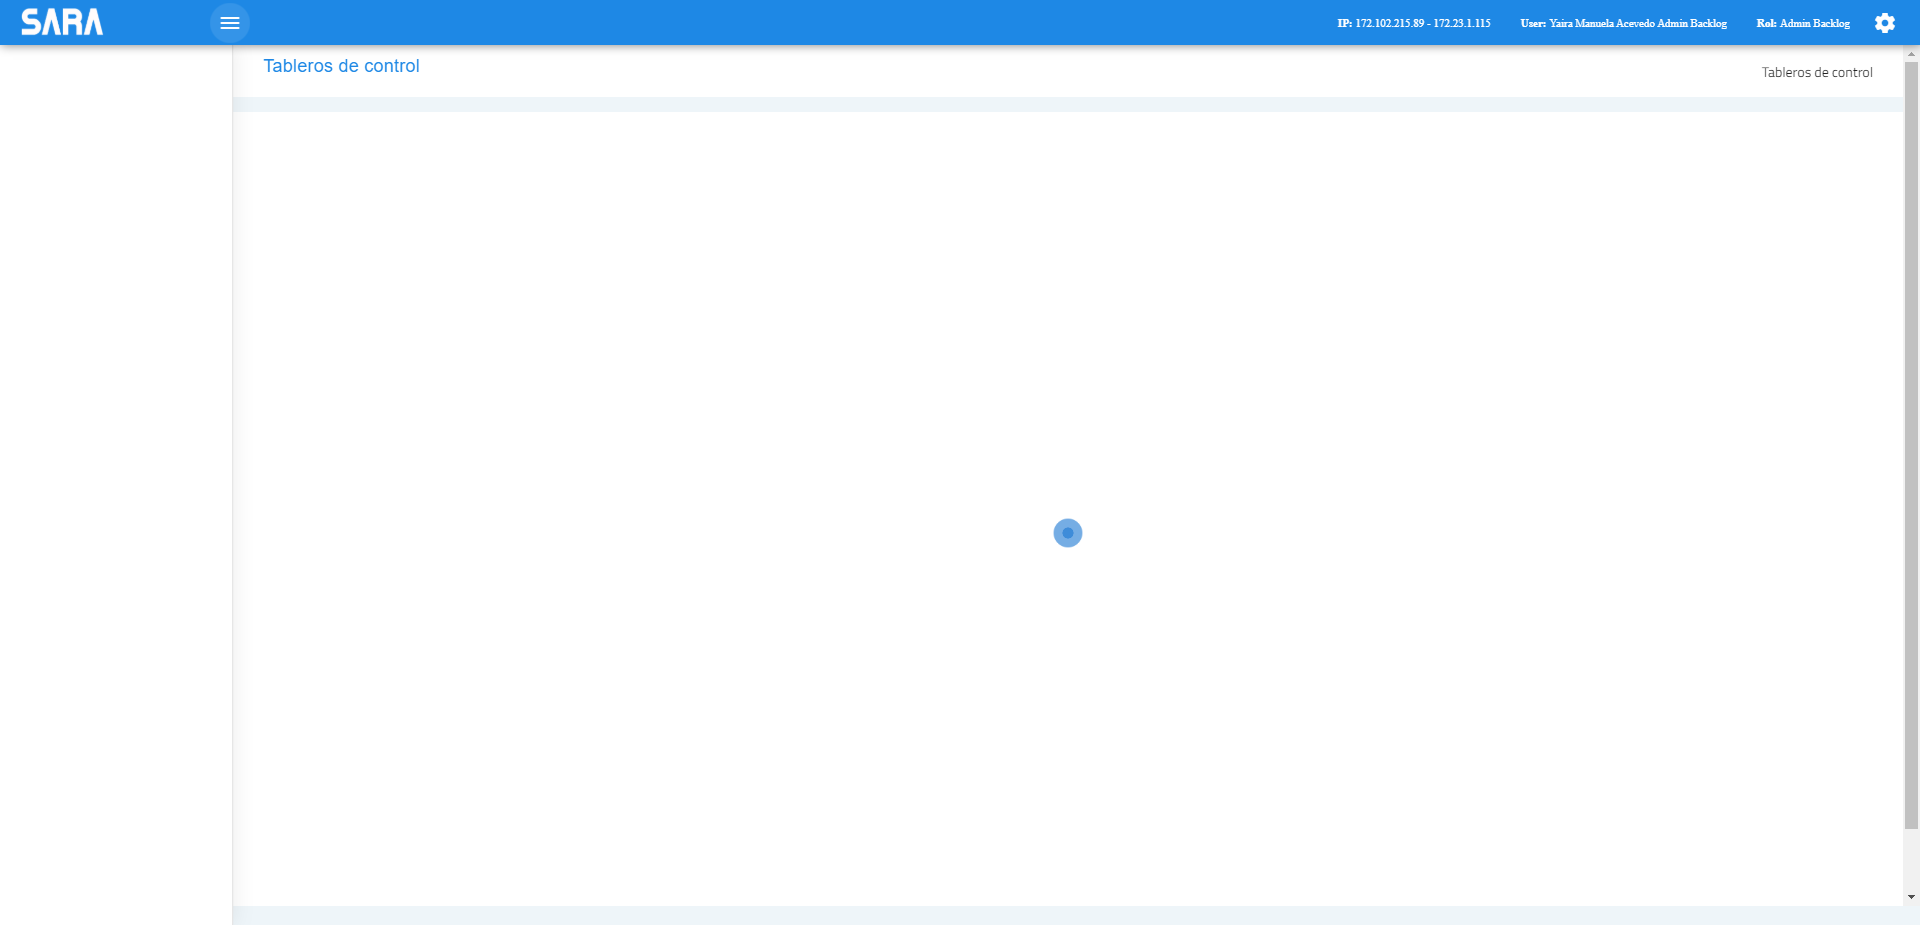 SARA
IP: 172.102.215.89 - 172.23.1.115
User: Yaira Manuela Acevedo Admin Backlog
Rol: Admin Backlog
Tableros de control
Tableros de control